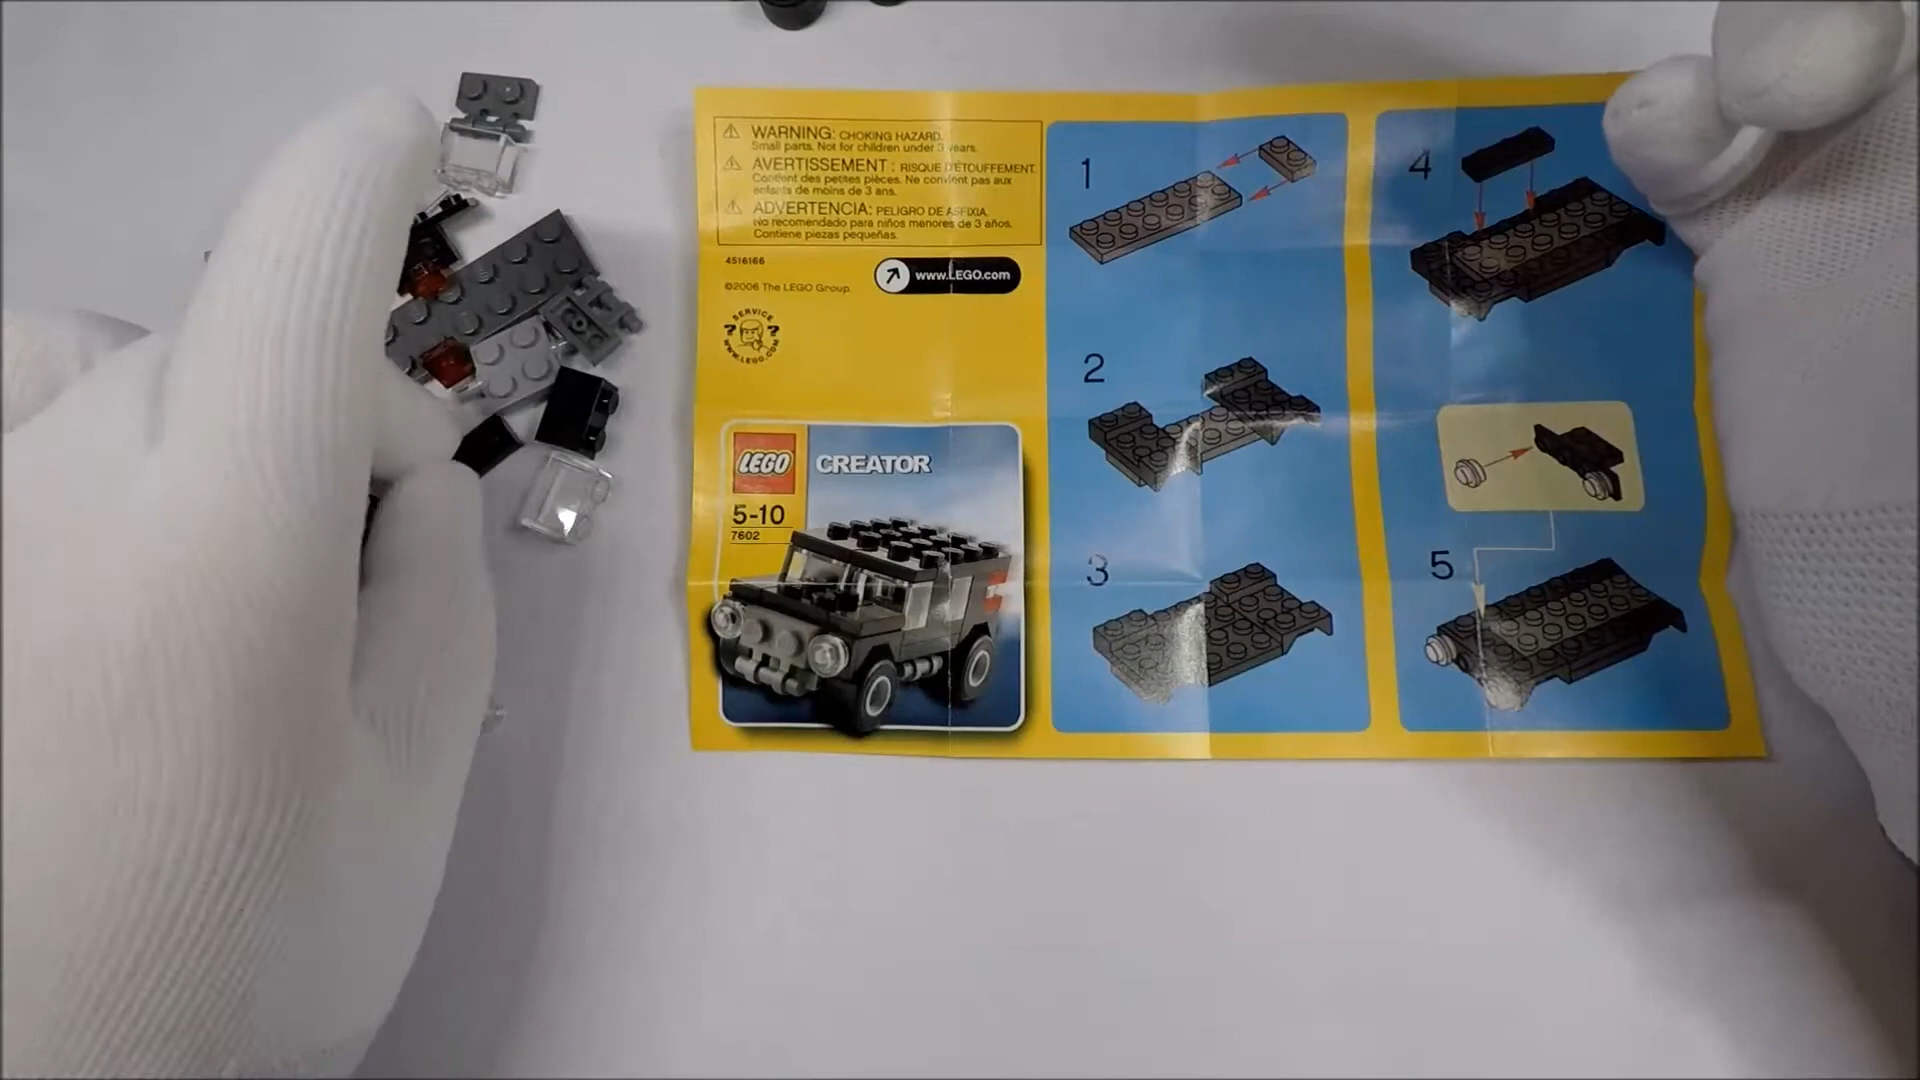 WARNING: CHOKING HAZARD.
Small parts. Not for children under 3 years.
AVERTISSEMENT : RISQUE D'ÉTOUFFEMENT.
Contient des petites pièces. Ne convient pas aux
enfants de moins de 3 ans.
ADVERTENCIA: PELIGRO DE ASFIXIA.
No recomendado para niños menores de 3 años.
Contiene piezas pequeñas.
4516166
©2006 The LEGO Group.
www.LEGO.com
SERVICE
? ?
WWW.LEGO.COM
LEGO CREATOR
5-10
7602
1
2
3
4
5